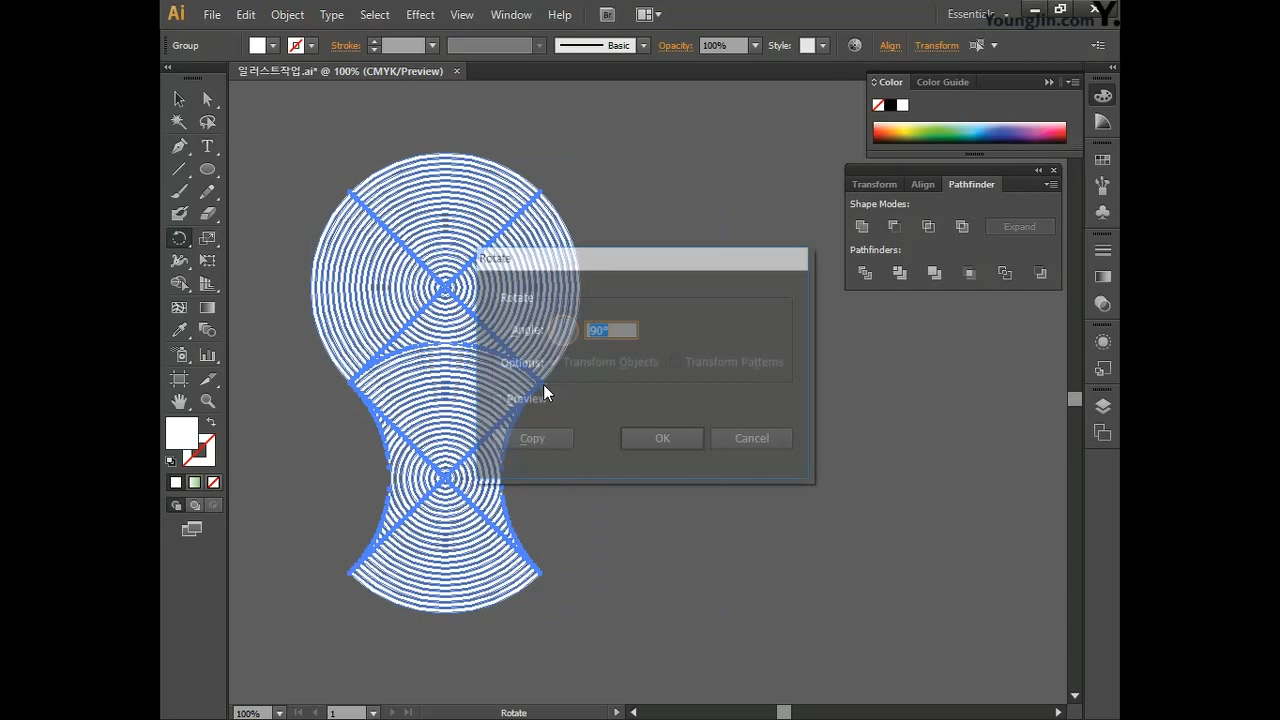 Ai File Edit Object Type Select Effect View Window Help Br Essentials
YoungJin.com Y.
Group Stroke: Basic Opacity: 100% Style: Align Transform
일러스트작업.ai* @ 100% (CMYK/Preview) ×
Color Color Guide
Transform Align Pathfinder
Shape Modes:
Expand
Pathfinders:
Rotate
Rotate
Angle: 90°
Options: Transform Objects Transform Patterns
Preview
Copy OK Cancel
100% 1 Rotate